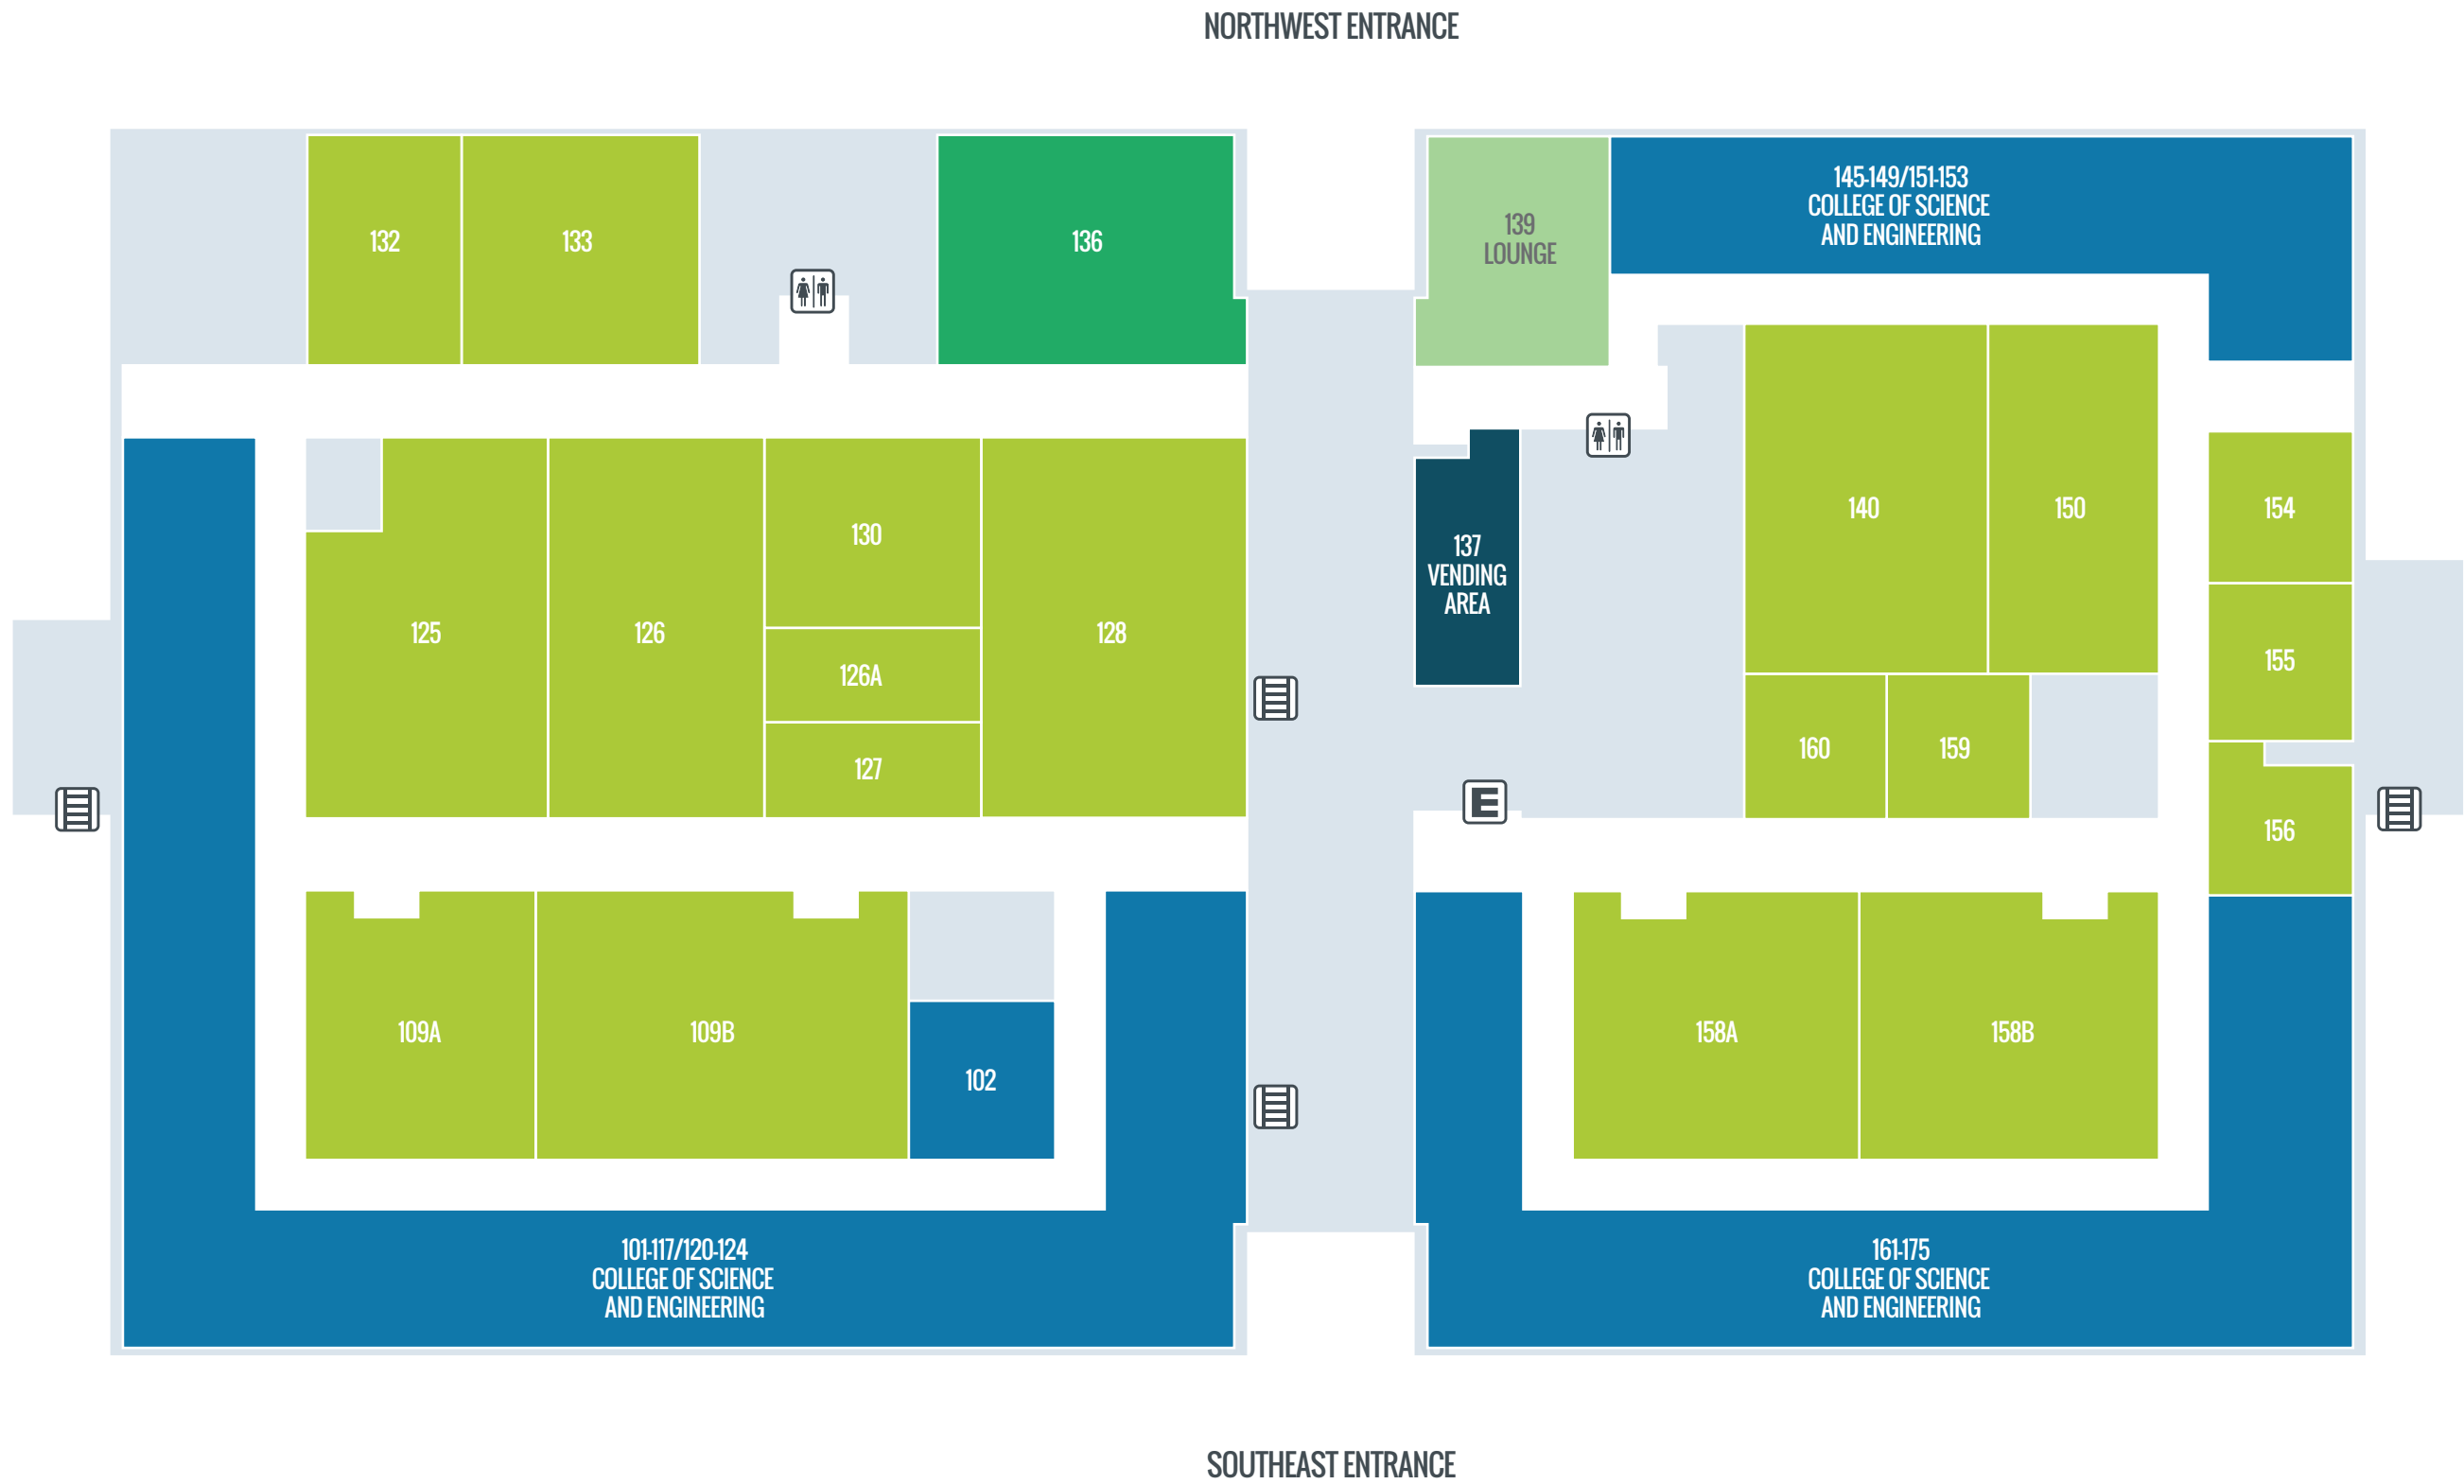 NORTHWEST ENTRANCE
132
133
136
139
LOUNGE
145-149/151-153
COLLEGE OF SCIENCE
AND ENGINEERING
125
126
130
126A
127
128
137
VENDING
AREA
140
150
154
155
160
159
156
E
109A
109B
102
158A
158B
101-117/120-124
COLLEGE OF SCIENCE
AND ENGINEERING
161-175
COLLEGE OF SCIENCE
AND ENGINEERING
SOUTHEAST ENTRANCE